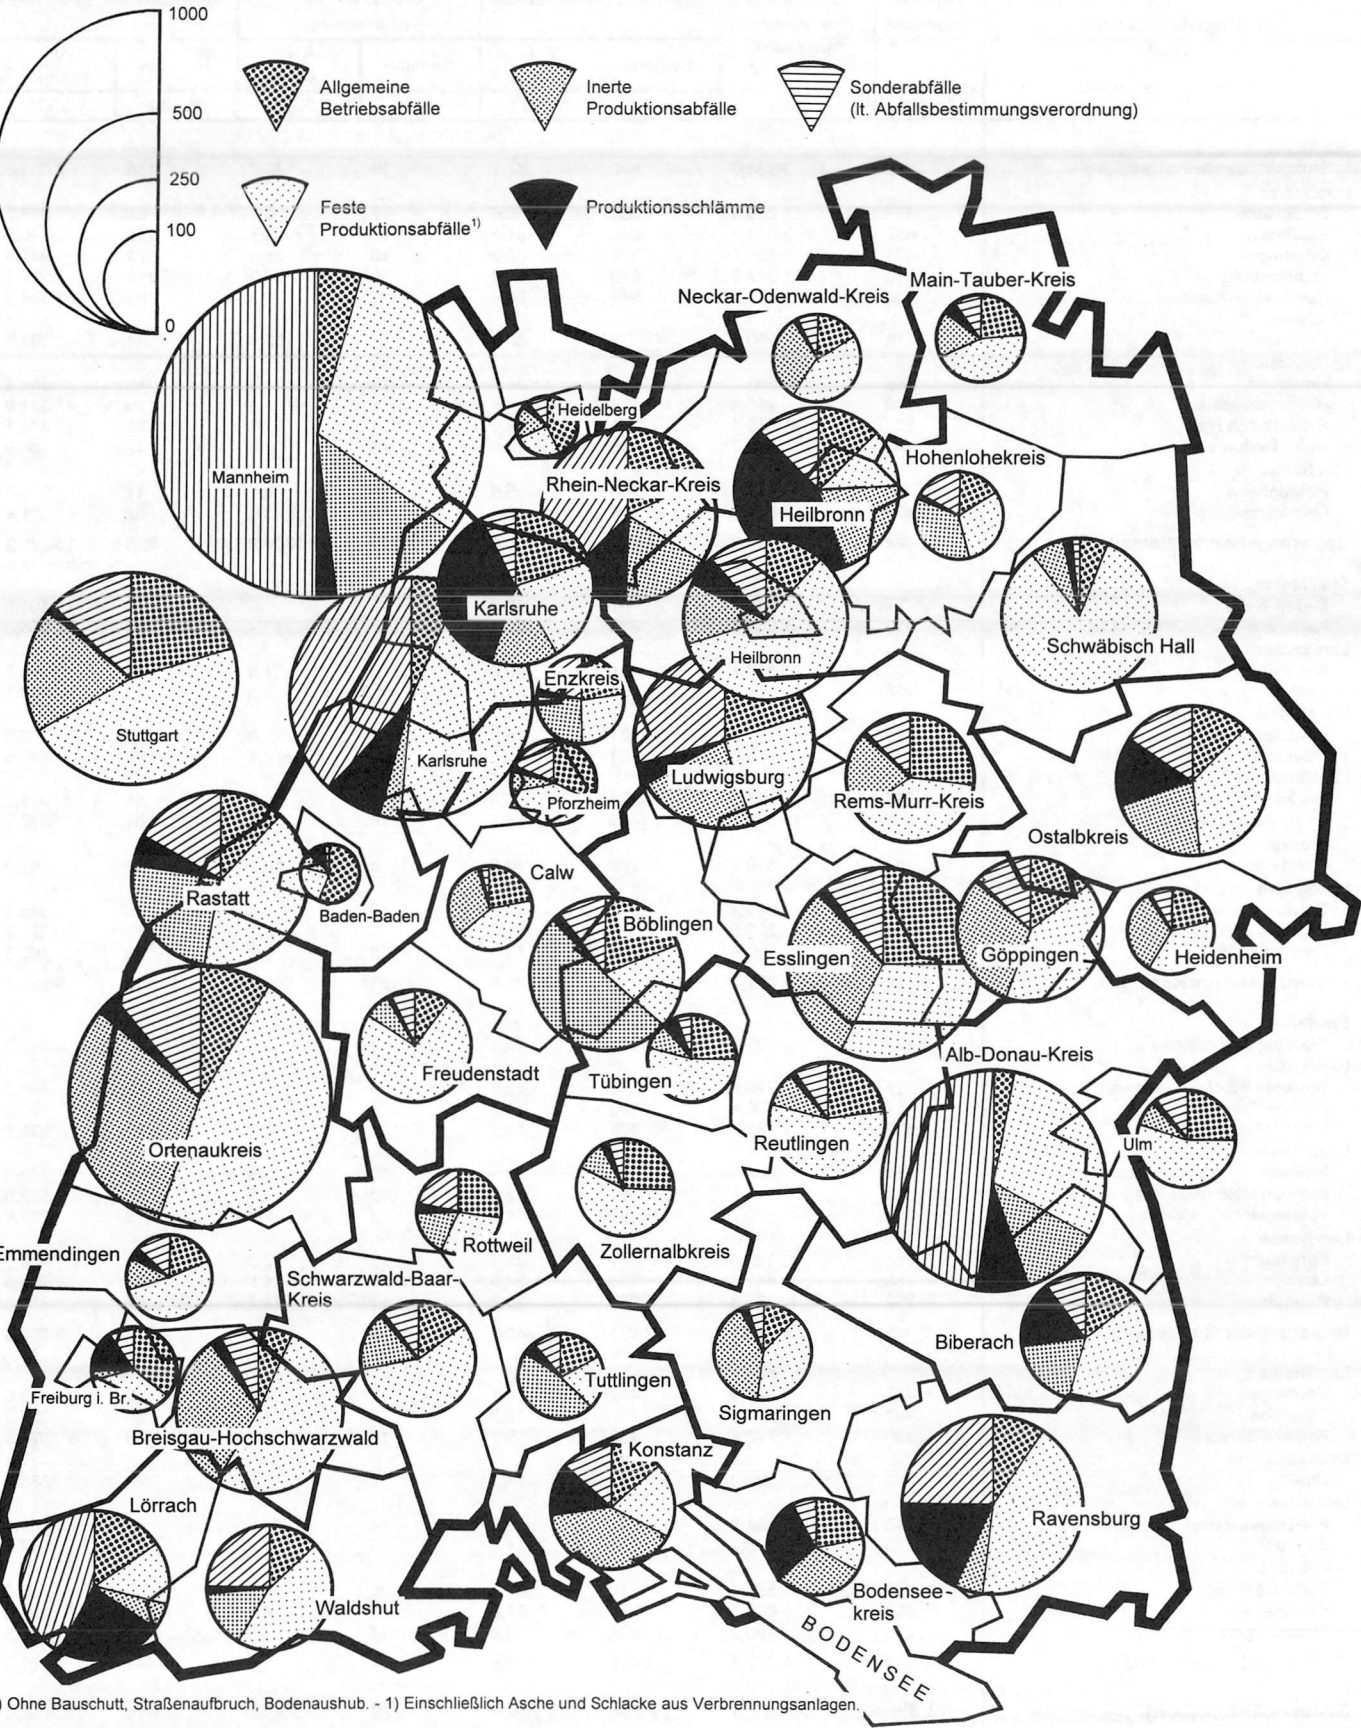 1000
500
250
100
0
Allgemeine
Betriebsabfälle
Inerte
Produktionsabfälle
Sonderabfälle
(lt. Abfallsbestimmungsverordnung)
Feste
Produktionsabfälle¹⁾
Produktionsschlämme
Main-Tauber-Kreis
Neckar-Odenwald-Kreis
Heidelberg
Mannheim
Rhein-Neckar-Kreis
Hohenlohekreis
Heilbronn
Karlsruhe
Schwäbisch Hall
Heilbronn
Enzkreis
Stuttgart
Karlsruhe
Ludwigsburg
Pforzheim
Rems-Murr-Kreis
Ostalbkreis
Calw
Rastatt
Baden-Baden
Böblingen
Esslingen
Göppingen
Heidenheim
Alb-Donau-Kreis
Freudenstadt
Tübingen
Reutlingen
Ulm
Ortenaukreis
Rottweil
Zollernalbkreis
Emmendingen
Schwarzwald-Baar-
Kreis
Biberach
Tuttlingen
Freiburg i. Br.
Sigmaringen
Breisgau-Hochschwarzwald
Konstanz
Lörrach
Ravensburg
Bodensee-
kreis
Waldshut
BODENSEE
) Ohne Bauschutt, Straßenaufbruch, Bodenaushub. - 1) Einschließlich Asche und Schlacke aus Verbrennungsanlagen.